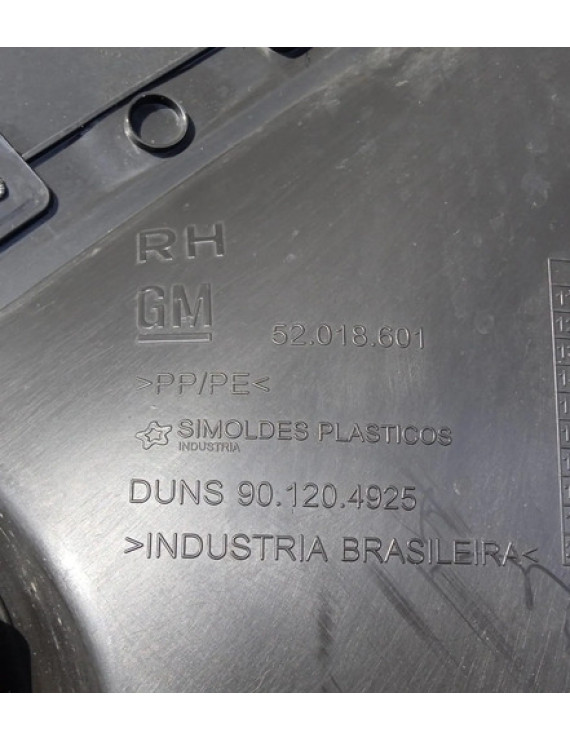 RH
GM
52.018.601
>PP/PE<
SIMOLDES PLASTICOS
INDUSTRIA
DUNS 90.120.4925
>INDUSTRIA BRASILEIRA<